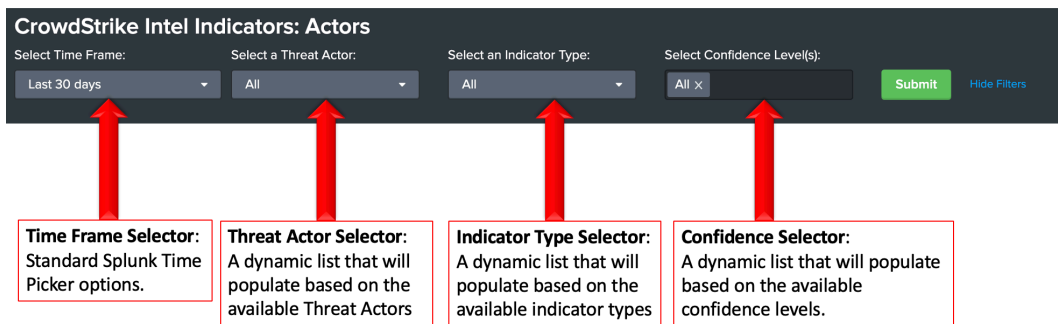 CrowdStrike Intel Indicators: Actors
Select Time Frame:
Select a Threat Actor:
Select an Indicator Type:
Select Confidence Level(s):
Last 30 days
All
All
All ×
Submit
Hide Filters
Time Frame Selector:
Standard Splunk Time
Picker options.
Threat Actor Selector:
A dynamic list that will
populate based on the
available Threat Actors
Indicator Type Selector:
A dynamic list that will
populate based on the
available indicator types
Confidence Selector:
A dynamic list that will populate
based on the available
confidence levels.